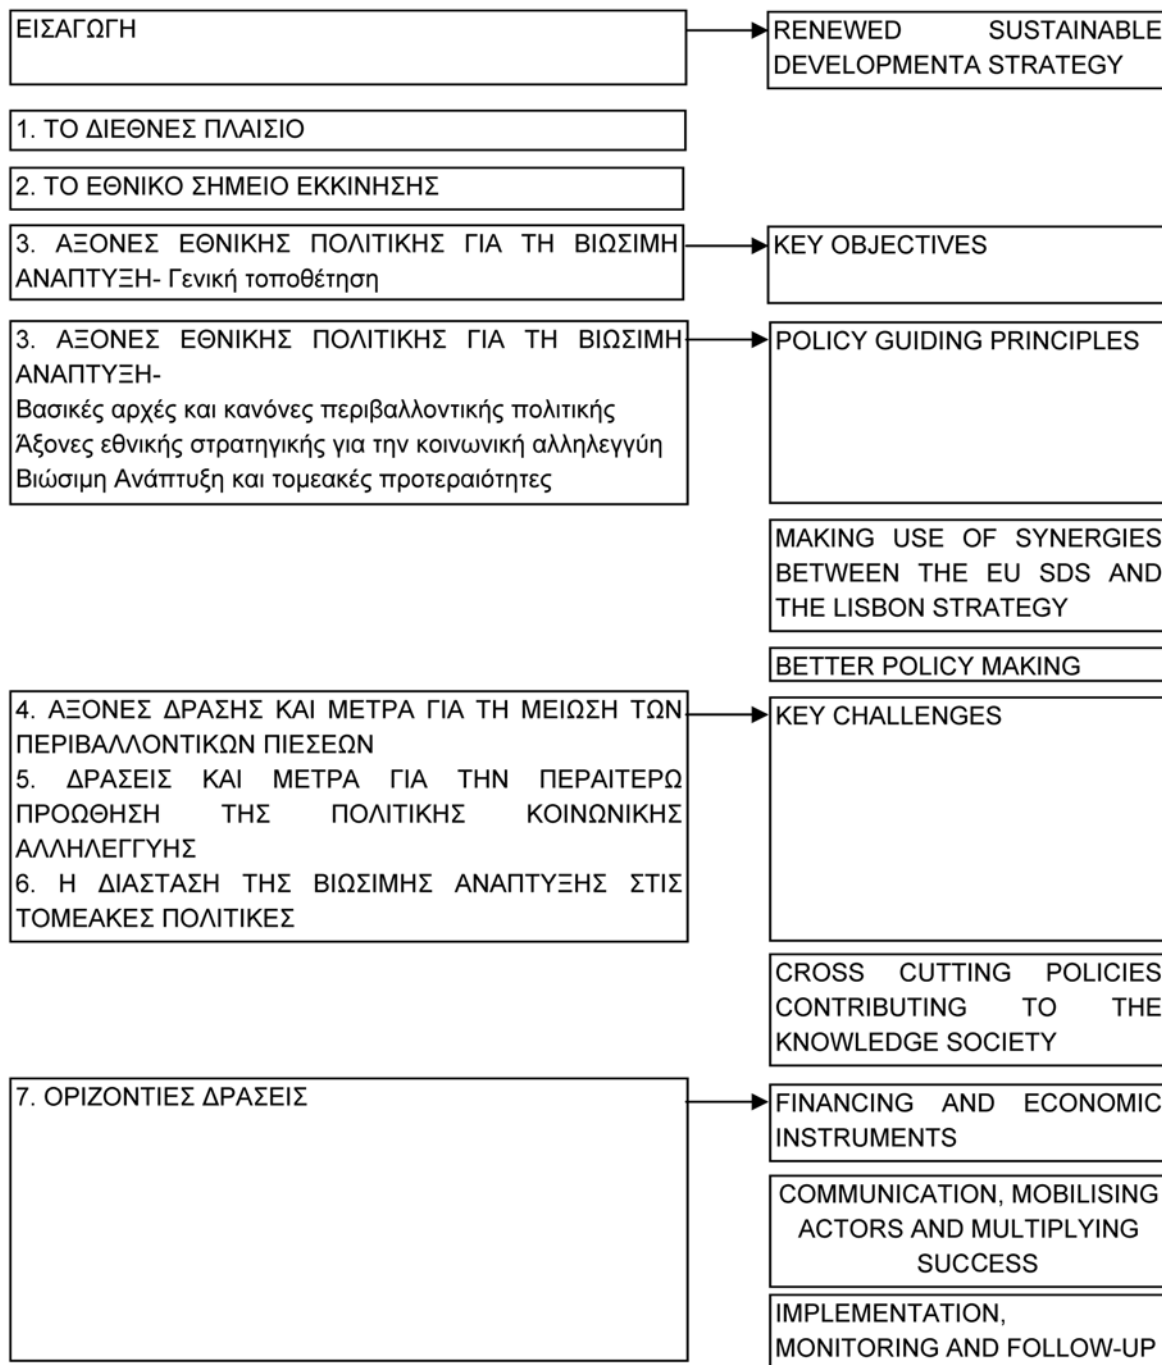 ΕΙΣΑΓΩΓΗ
RENEWED SUSTAINABLE
DEVELOPMENTA STRATEGY
1. ΤΟ ΔΙΕΘΝΕΣ ΠΛΑΙΣΙΟ
2. ΤΟ ΕΘΝΙΚΟ ΣΗΜΕΙΟ ΕΚΚΙΝΗΣΗΣ
3. ΑΞΟΝΕΣ ΕΘΝΙΚΗΣ ΠΟΛΙΤΙΚΗΣ ΓΙΑ ΤΗ ΒΙΩΣΙΜΗ
ΑΝΑΠΤΥΞΗ- Γενική τοποθέτηση
KEY OBJECTIVES
3. ΑΞΟΝΕΣ ΕΘΝΙΚΗΣ ΠΟΛΙΤΙΚΗΣ ΓΙΑ ΤΗ ΒΙΩΣΙΜΗ
ΑΝΑΠΤΥΞΗ-
Βασικές αρχές και κανόνες περιβαλλοντικής πολιτικής
Άξονες εθνικής στρατηγικής για την κοινωνική αλληλεγγύη
Βιώσιμη Ανάπτυξη και τομεακές προτεραιότητες
POLICY GUIDING PRINCIPLES
MAKING USE OF SYNERGIES
BETWEEN THE EU SDS AND
THE LISBON STRATEGY
BETTER POLICY MAKING
4. ΑΞΟΝΕΣ ΔΡΑΣΗΣ ΚΑΙ ΜΕΤΡΑ ΓΙΑ ΤΗ ΜΕΙΩΣΗ ΤΩΝ
ΠΕΡΙΒΑΛΛΟΝΤΙΚΩΝ ΠΙΕΣΕΩΝ
5. ΔΡΑΣΕΙΣ ΚΑΙ ΜΕΤΡΑ ΓΙΑ ΤΗΝ ΠΕΡΑΙΤΕΡΩ
ΠΡΟΩΘΗΣΗ ΤΗΣ ΠΟΛΙΤΙΚΗΣ ΚΟΙΝΩΝΙΚΗΣ
ΑΛΛΗΛΕΓΓΥΗΣ
6. Η ΔΙΑΣΤΑΣΗ ΤΗΣ ΒΙΩΣΙΜΗΣ ΑΝΑΠΤΥΞΗΣ ΣΤΙΣ
ΤΟΜΕΑΚΕΣ ΠΟΛΙΤΙΚΕΣ
KEY CHALLENGES
CROSS CUTTING POLICIES
CONTRIBUTING TO THE
KNOWLEDGE SOCIETY
7. ΟΡΙΖΟΝΤΙΕΣ ΔΡΑΣΕΙΣ
FINANCING AND ECONOMIC
INSTRUMENTS
COMMUNICATION, MOBILISING
ACTORS AND MULTIPLYING
SUCCESS
IMPLEMENTATION,
MONITORING AND FOLLOW-UP